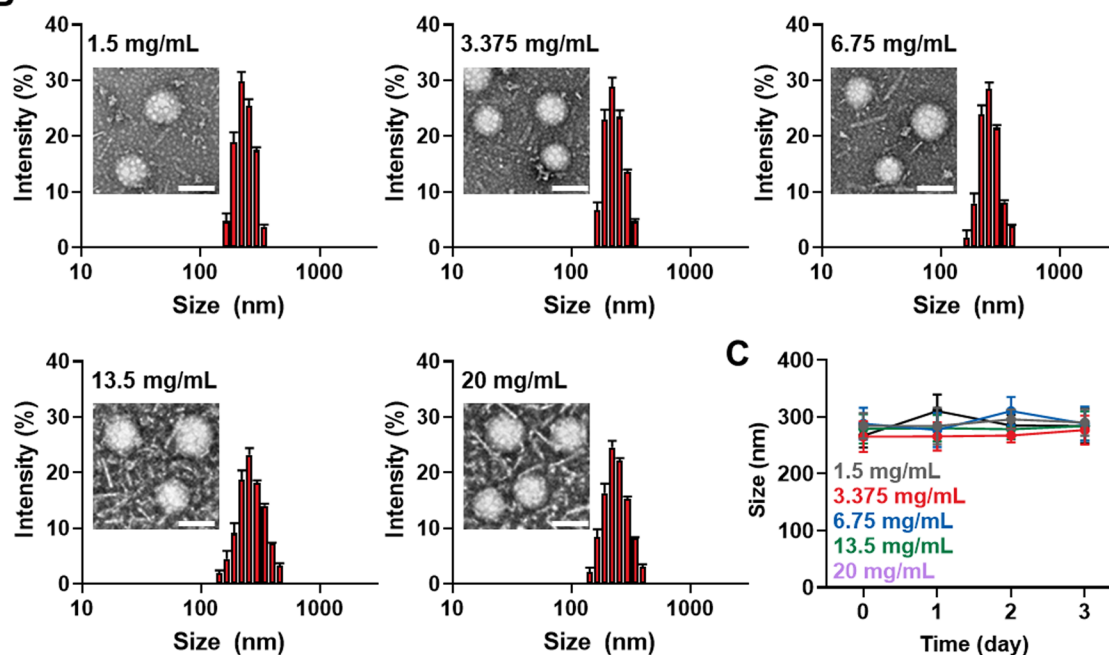 40
30
20
10
0
Intensity (%)
1.5 mg/mL
10 100 1000
Size (nm)
40
30
20
10
0
Intensity (%)
3.375 mg/mL
10 100 1000
Size (nm)
40
30
20
10
0
Intensity (%)
6.75 mg/mL
10 100 1000
Size (nm)
40
30
20
10
0
Intensity (%)
13.5 mg/mL
10 100 1000
Size (nm)
40
30
20
10
0
Intensity (%)
20 mg/mL
10 100 1000
Size (nm)
C
400
300
200
100
0
Size (nm)
1.5 mg/mL
3.375 mg/mL
6.75 mg/mL
13.5 mg/mL
20 mg/mL
0 1 2 3
Time (day)